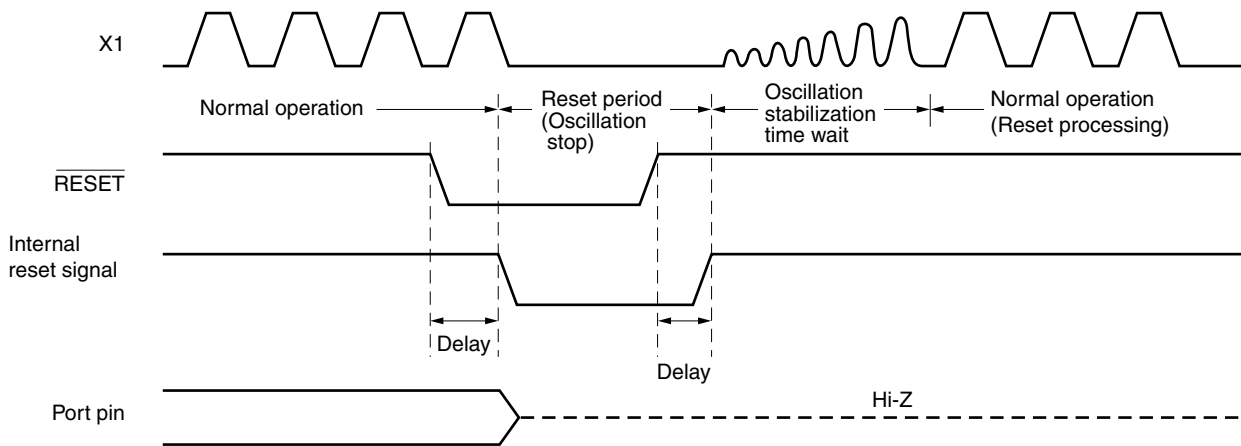 X1
Normal operation
Reset period
(Oscillation
stop)
Oscillation
stabilization
time wait
Normal operation
(Reset processing)
RESET
Internal
reset signal
Delay
Delay
Port pin
Hi-Z